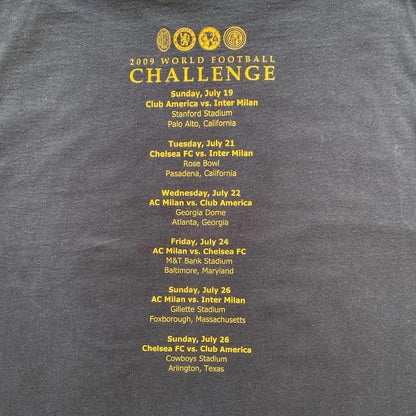 2009 WORLD FOOTBALL
CHALLENGE
Sunday, July 19
Club America vs. Inter Milan
Stanford Stadium
Palo Alto, California
Tuesday, July 21
Chelsea FC vs. Inter Milan
Rose Bowl
Pasadena, California
Wednesday, July 22
AC Milan vs. Club America
Georgia Dome
Atlanta, Georgia
Friday, July 24
AC Milan vs. Chelsea FC
M&T Bank Stadium
Baltimore, Maryland
Sunday, July 26
AC Milan vs. Inter Milan
Gillette Stadium
Foxborough, Massachusetts
Sunday, July 26
Chelsea FC vs. Club America
Cowboys Stadium
Arlington, Texas